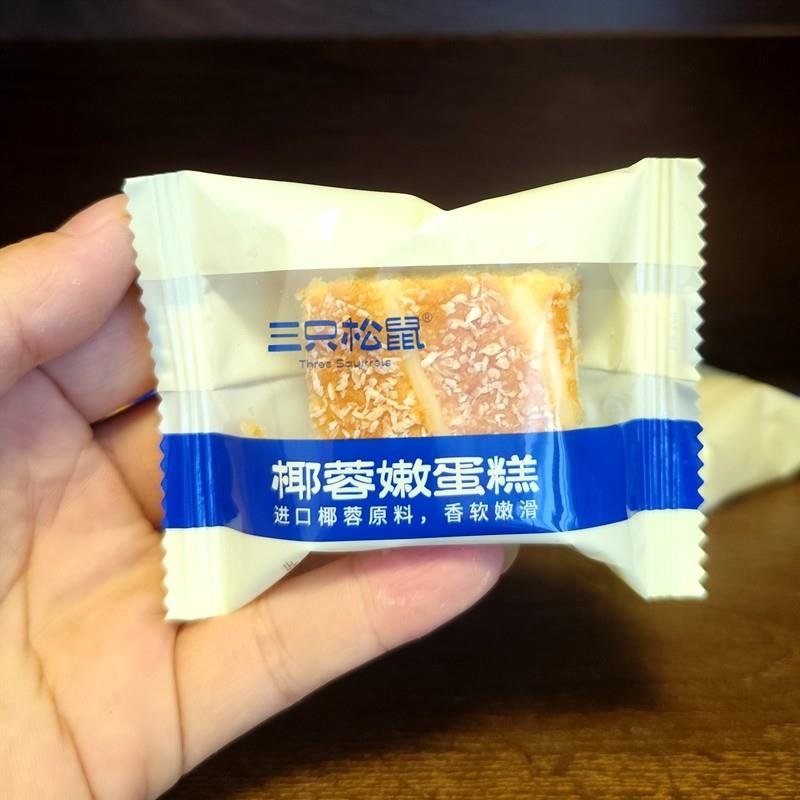 三只松鼠®
Three Squirrels
椰蓉嫩蛋糕
进口椰蓉原料，香软嫩滑